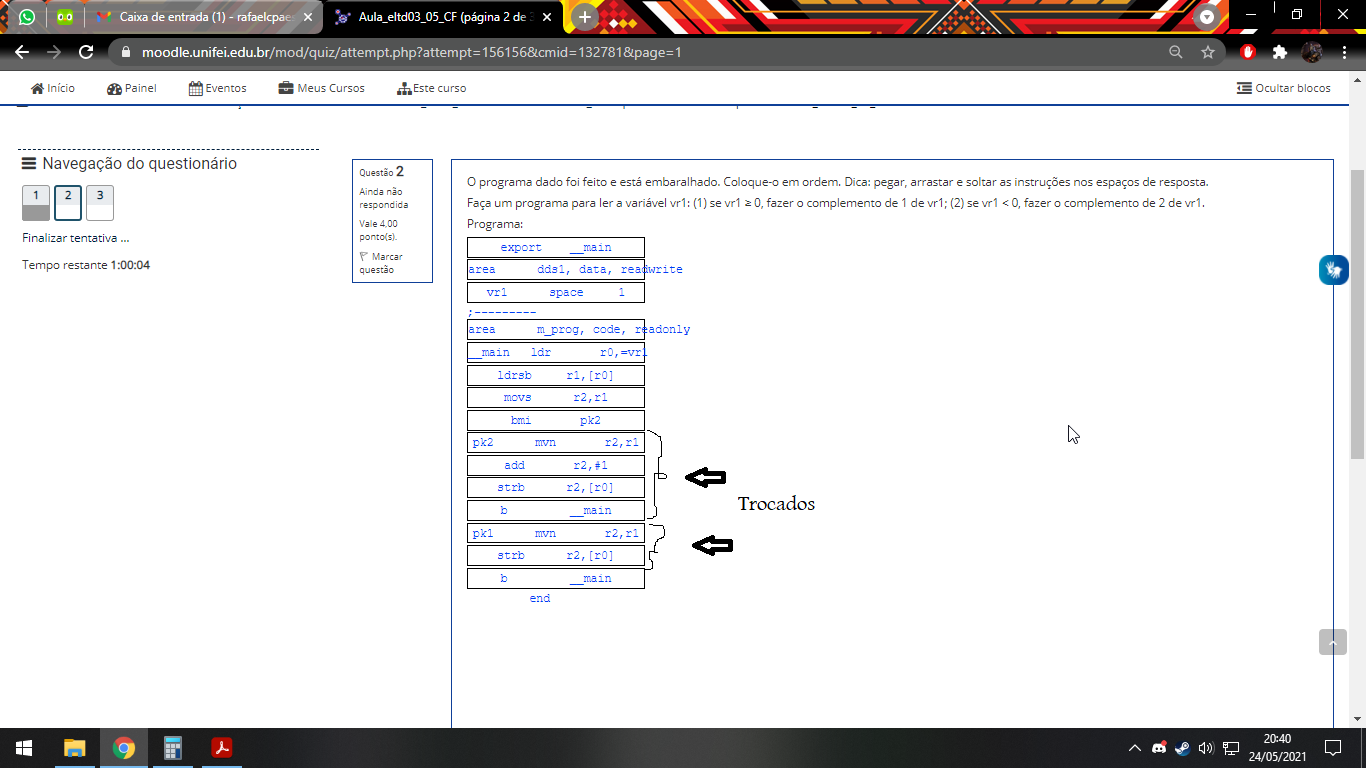 Caixa de entrada (1) - rafaelcpae
Aula_eltd03_05_CF (página 2 de 3
moodle.unifei.edu.br/mod/quiz/attempt.php?attempt=1561568&cmid=132781&page=1
Início
Painel
Eventos
Meus Cursos
Este curso
Ocultar blocos
Navegação do questionário
1
2
3
Finalizar tentativa ...
Tempo restante 1:00:04
Questão 2
Ainda não
respondida
Vale 4,00
ponto(s).
Marcar
questão
O programa dado foi feito e está embaralhado. Coloque-o em ordem. Dica: pegar, arrastar e soltar as instruções nos espaços de resposta.
Faça um programa para ler a variável vr1: (1) se vr1 ≥ 0, fazer o complemento de 1 de vr1; (2) se vr1 < 0, fazer o complemento de 2 de vr1.
Programa:
export __main
area dds1, data, readwrite
vr1 space 1
;---------
area m_prog, code, readonly
__main ldr r0,=vr1
ldrsb r1,[r0]
movs r2,r1
bmi pk2
pk2 mvn r2,r1
add r2,#1
strb r2,[r0]
b __main
pk1 mvn r2,r1
strb r2,[r0]
b __main
end
Trocados
20:40
24/05/2021